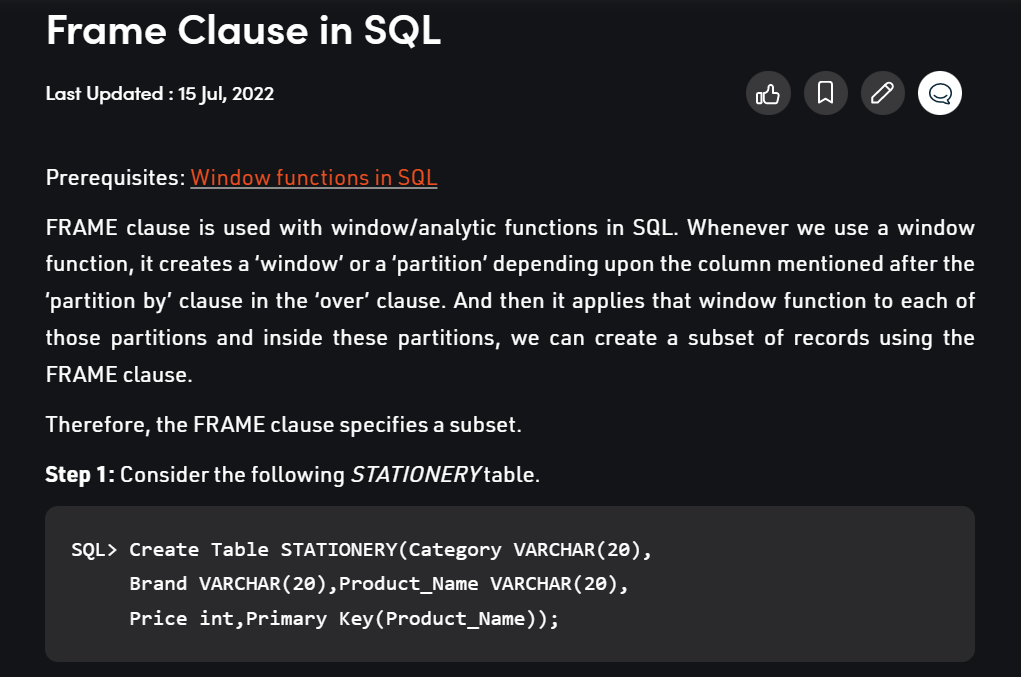 Frame Clause in SQL
Last Updated : 15 Jul, 2022
Prerequisites: Window functions in SQL
FRAME clause is used with window/analytic functions in SQL. Whenever we use a window
function, it creates a ‘window’ or a ‘partition’ depending upon the column mentioned after the
‘partition by’ clause in the ‘over’ clause. And then it applies that window function to each of
those partitions and inside these partitions, we can create a subset of records using the
FRAME clause.
Therefore, the FRAME clause specifies a subset.
Step 1: Consider the following STATIONERY table.
SQL> Create Table STATIONERY(Category VARCHAR(20),
Brand VARCHAR(20),Product_Name VARCHAR(20),
Price int,Primary Key(Product_Name));